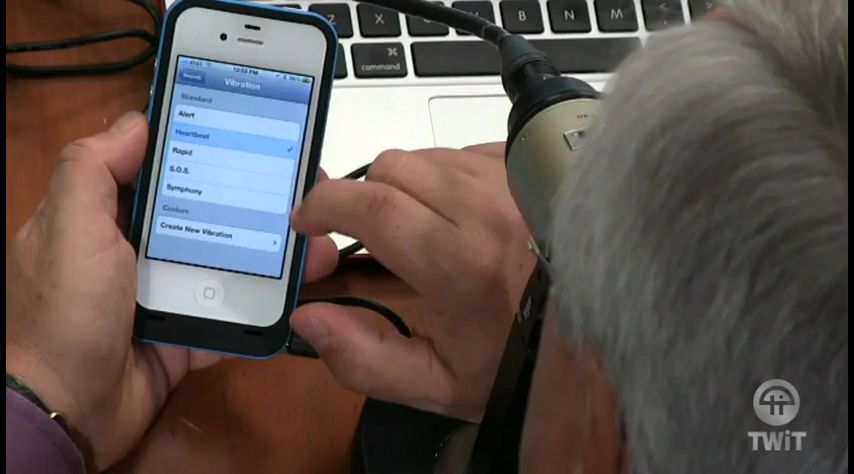 Z X C V B N M <
⌘
command
AT&T 12:53 PM
Sounds Vibration
Standard
Alert
Heartbeat ✓
Rapid
S.O.S.
Symphony
Custom
Create New Vibration >
TWiT